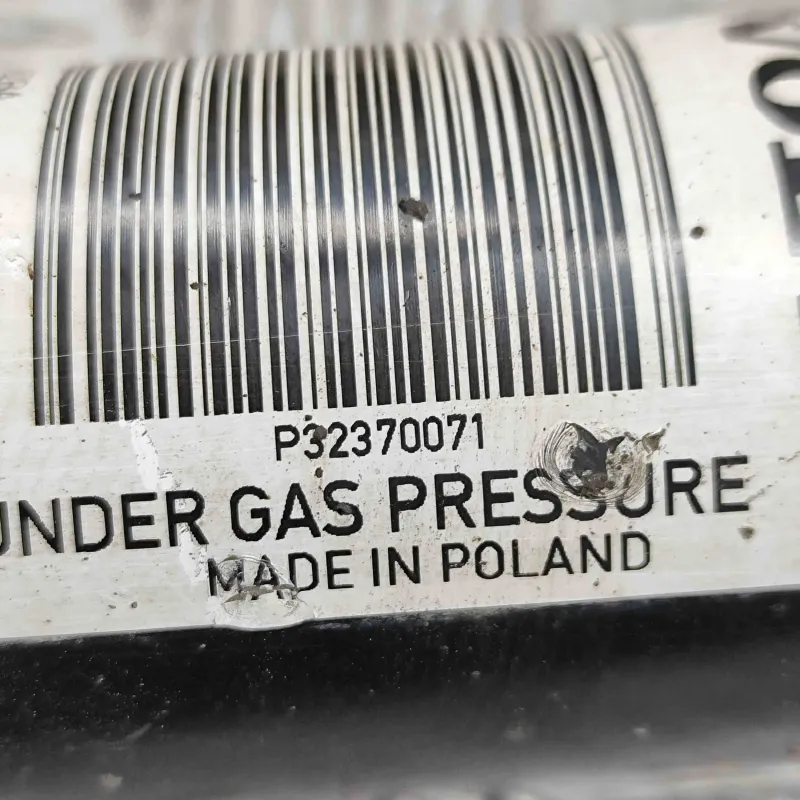 P32370071
UNDER GAS PRESSURE
MADE IN POLAND